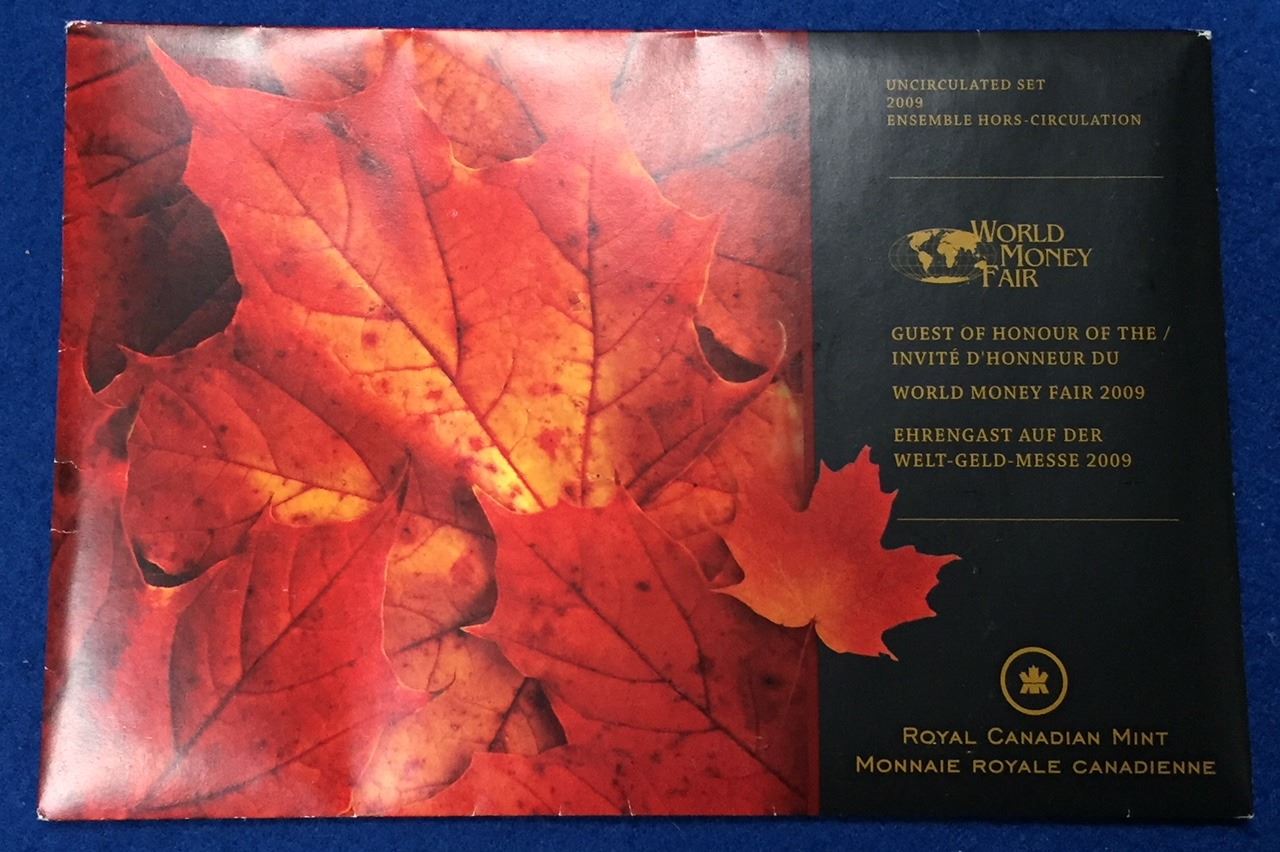 UNCIRCULATED SET
2009
ENSEMBLE HORS-CIRCULATION
WORLD
MONEY
FAIR
GUEST OF HONOUR OF THE /
INVITÉ D'HONNEUR DU
WORLD MONEY FAIR 2009
EHRENGAST AUF DER
WELT-GELD-MESSE 2009
ROYAL CANADIAN MINT
MONNAIE ROYALE CANADIENNE